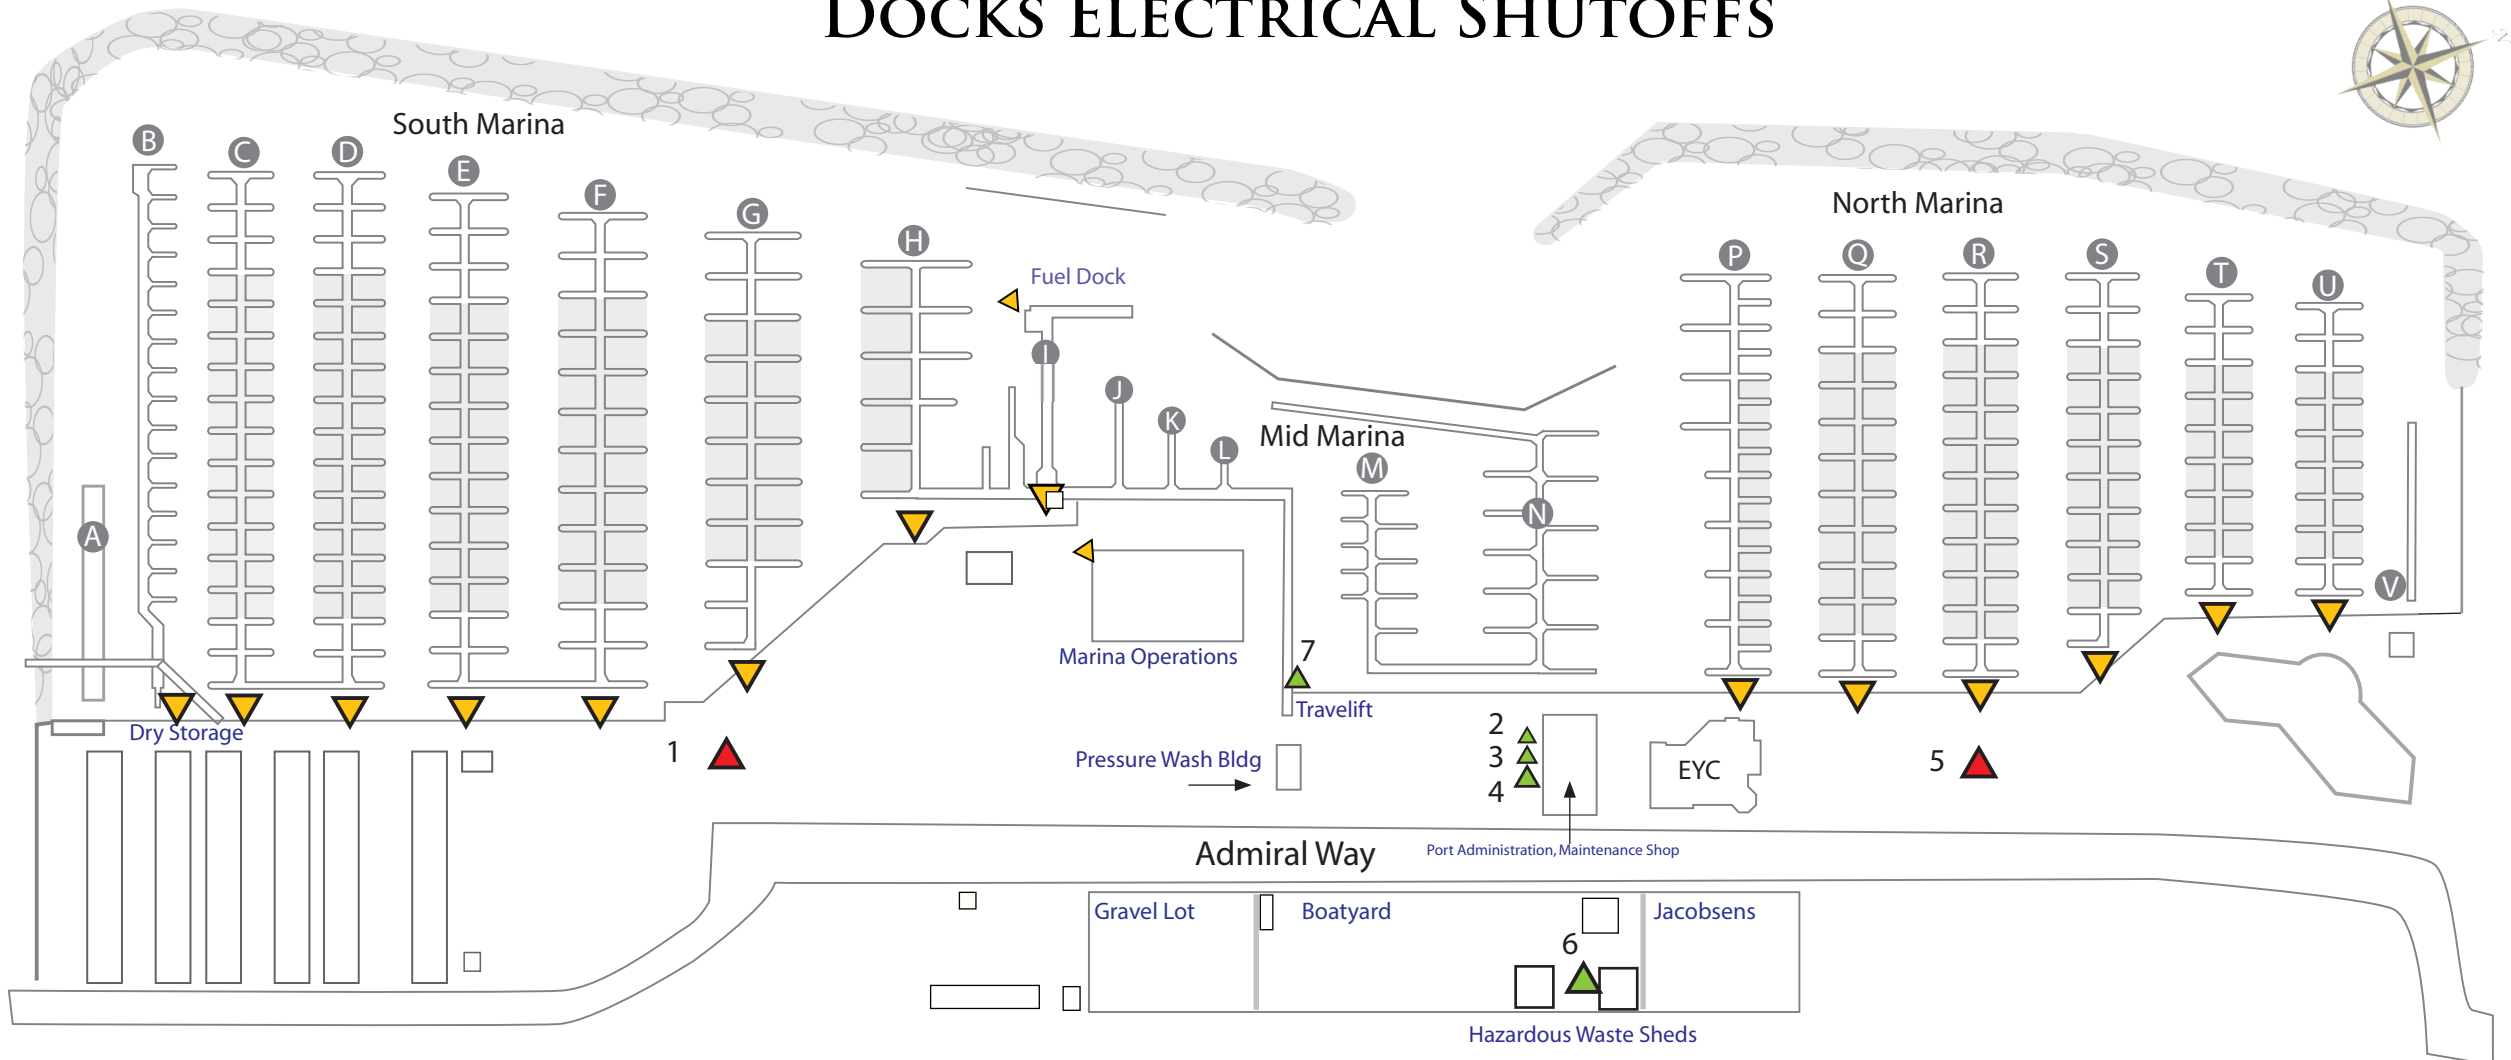 DOCKS ELECTRICAL SHUTOFFS
N
South Marina
B
C
D
E
F
G
H
North Marina
P
Q
R
S
T
U
Fuel Dock
I
J
K
L
Mid Marina
M
N
A
V
Marina Operations
7
Travelift
Dry Storage
1
2
3
4
Pressure Wash Bldg
EYC
5
Admiral Way
Port Administration, Maintenance Shop
Gravel Lot
Boatyard
Jacobsens
6
Hazardous Waste Sheds